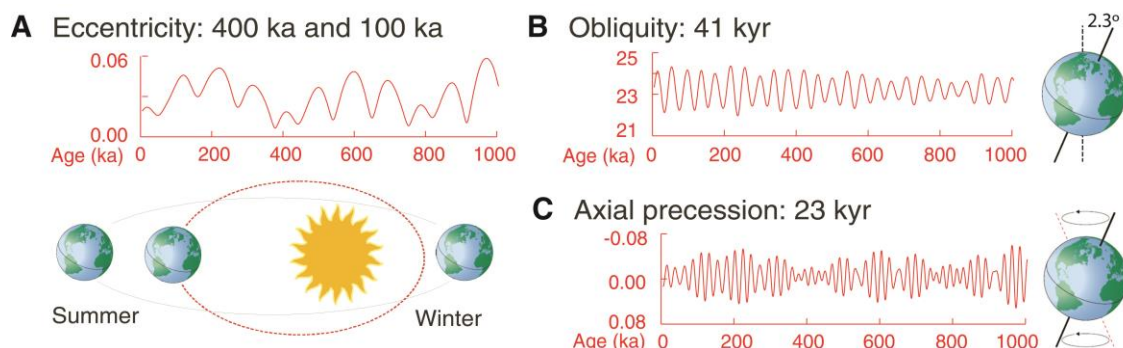 A Eccentricity: 400 ka and 100 ka
0.06
0.00
Age (ka) 0 200 400 600 800 1000
Summer
Winter
B Obliquity: 41 kyr
25
23
21
Age (ka) 0 200 400 600 800 1000
2.3º
C Axial precession: 23 kyr
-0.08
0.00
0.08
Age (ka) 0 200 400 600 800 1000